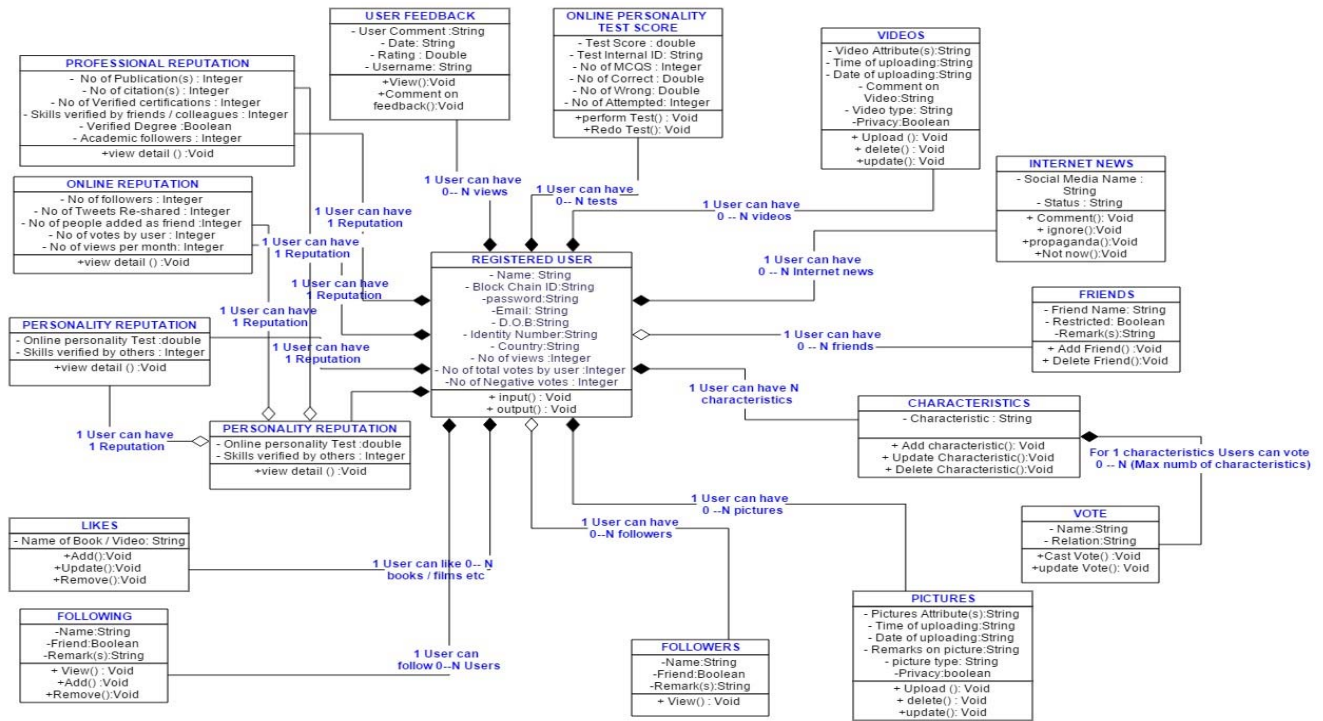 USER FEEDBACK
- User Comment :String
- Date: String
- Rating : Double
- Username: String
+View():Void
+Comment on
feedback():Void
ONLINE PERSONALITY
TEST SCORE
- Test Score : double
- Test Internal ID: String
- No of MCQS : Integer
- No of Correct : Double
- No of Wrong: Double
- No of Attempted: Integer
+perform Test() : Void
+Redo Test(): Void
VIDEOS
- Video Attribute(s):String
- Time of uploading:String
- Date of uploading:String
- Comment on
Video:String
- Video type: String
-Privacy:Boolean
+ Upload (): Void
+ delete() : Void
+update(): Void
PROFESSIONAL REPUTATION
- No of Publication(s) : Integer
- No of citation(s) : Integer
- No of Verified certifications : Integer
- Skills verified by friends / colleagues : Integer
- Verified Degree :Boolean
- Academic followers : Integer
+view detail () :Void
INTERNET NEWS
- Social Media Name :
String
- Status : String
+ Comment(): Void
+ ignore():Void
+propaganda():Void
+Not now():Void
ONLINE REPUTATION
- No of followers : Integer
- No of Tweets Re-shared : Integer
- No of people added as friend :Integer
- No of votes by user : Integer
- No of views per month: Integer
+view detail () :Void
1 User can have
0-- N views
1 User can have
0-- N tests
1 User can have
0 -- N videos
1 User can have
1 Reputation
1 User can have
1 Reputation
1 User can have
1 Reputation
1 User can have
1 Reputation
1 User can have
1 Reputation
REGISTERED USER
- Name: String
- Block Chain ID:String
-password:String
-Email: String
- D.O.B:String
- Identity Number:String
- Country:String
- No of views :Integer
- No of total votes by user :Integer
-No of Negative votes : Integer
+ input() : Void
+ output() : Void
1 User can have
0 -- N Internet news
FRIENDS
- Friend Name: String
- Restricted: Boolean
-Remark(s):String
+ Add Friend() :Void
+ Delete Friend():Void
1 User can have
0 -- N friends
PERSONALITY REPUTATION
- Online personality Test :double
- Skills verified by others : Integer
+view detail () :Void
1 User can have N
characteristics
CHARACTERISTICS
- Characteristic : String
+ Add characteristic(): Void
+ Update Characteristic():Void
+ Delete Characteristic():Void
For 1 characteristics Users can vote
0 -- N (Max numb of characteristics)
1 User can have
1 Reputation
PERSONALITY REPUTATION
- Online personality Test :double
- Skills verified by others : Integer
+view detail () :Void
1 User can have
0 --N pictures
1 User can have
0--N followers
VOTE
- Name:String
- Relation:String
+Cast Vote() :Void
+update Vote(): Void
LIKES
- Name of Book / Video: String
+Add():Void
+Update():Void
+Remove():Void
1 User can like 0-- N
books / films etc
PICTURES
- Pictures Attribute(s):String
- Time of uploading:String
- Date of uploading:String
- Remarks on picture:String
- picture type: String
-Privacy:boolean
+ Upload (): Void
+ delete() : Void
+update(): Void
FOLLOWING
-Name:String
-Friend:Boolean
-Remark(s):String
+ View() : Void
+Add() :Void
+Remove():Void
1 User can
follow 0--N Users
FOLLOWERS
-Name:String
-Friend:Boolean
-Remark(s):String
+ View() : Void